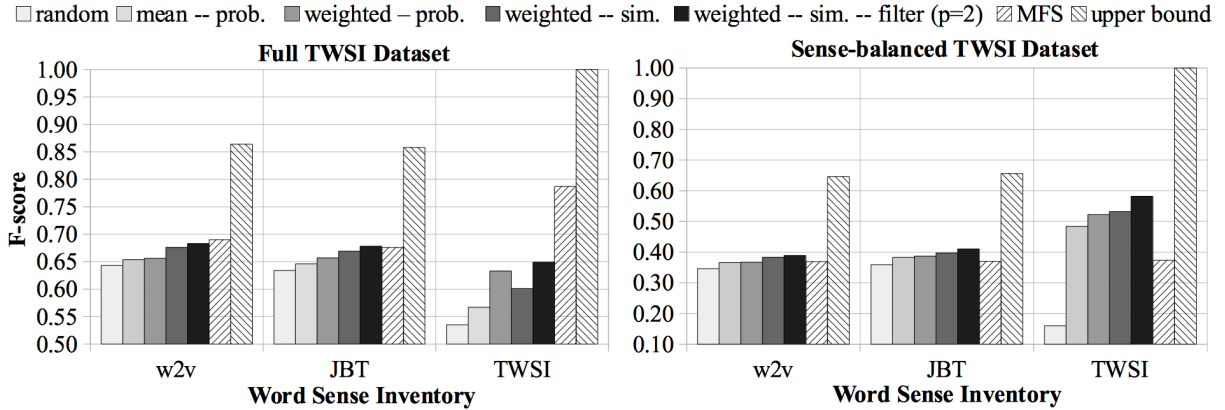 random mean -- prob. weighted – prob. weighted -- sim. weighted -- sim. -- filter (p=2) MFS upper bound
Full TWSI Dataset
F-score
1.00
0.95
0.90
0.85
0.80
0.75
0.70
0.65
0.60
0.55
0.50
w2v JBT TWSI
Word Sense Inventory
Sense-balanced TWSI Dataset
1.00
0.90
0.80
0.70
0.60
0.50
0.40
0.30
0.20
0.10
w2v JBT TWSI
Word Sense Inventory